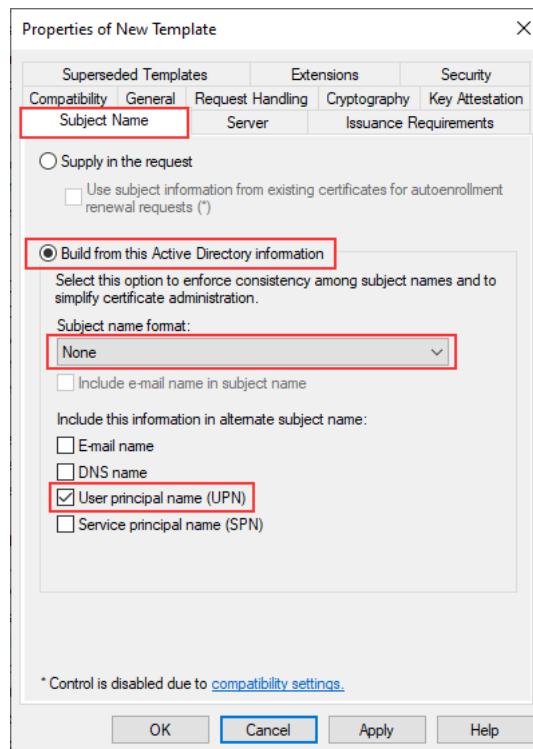 Properties of New Template
Superseded Templates Extensions Security
Compatibility General Request Handling Cryptography Key Attestation
Subject Name Server Issuance Requirements
Supply in the request
Use subject information from existing certificates for autoenrollment
renewal requests (*)
Build from this Active Directory information
Select this option to enforce consistency among subject names and to
simplify certificate administration.
Subject name format:
None
Include e-mail name in subject name
Include this information in alternate subject name:
E-mail name
DNS name
User principal name (UPN)
Service principal name (SPN)
* Control is disabled due to compatibility settings.
OK Cancel Apply Help